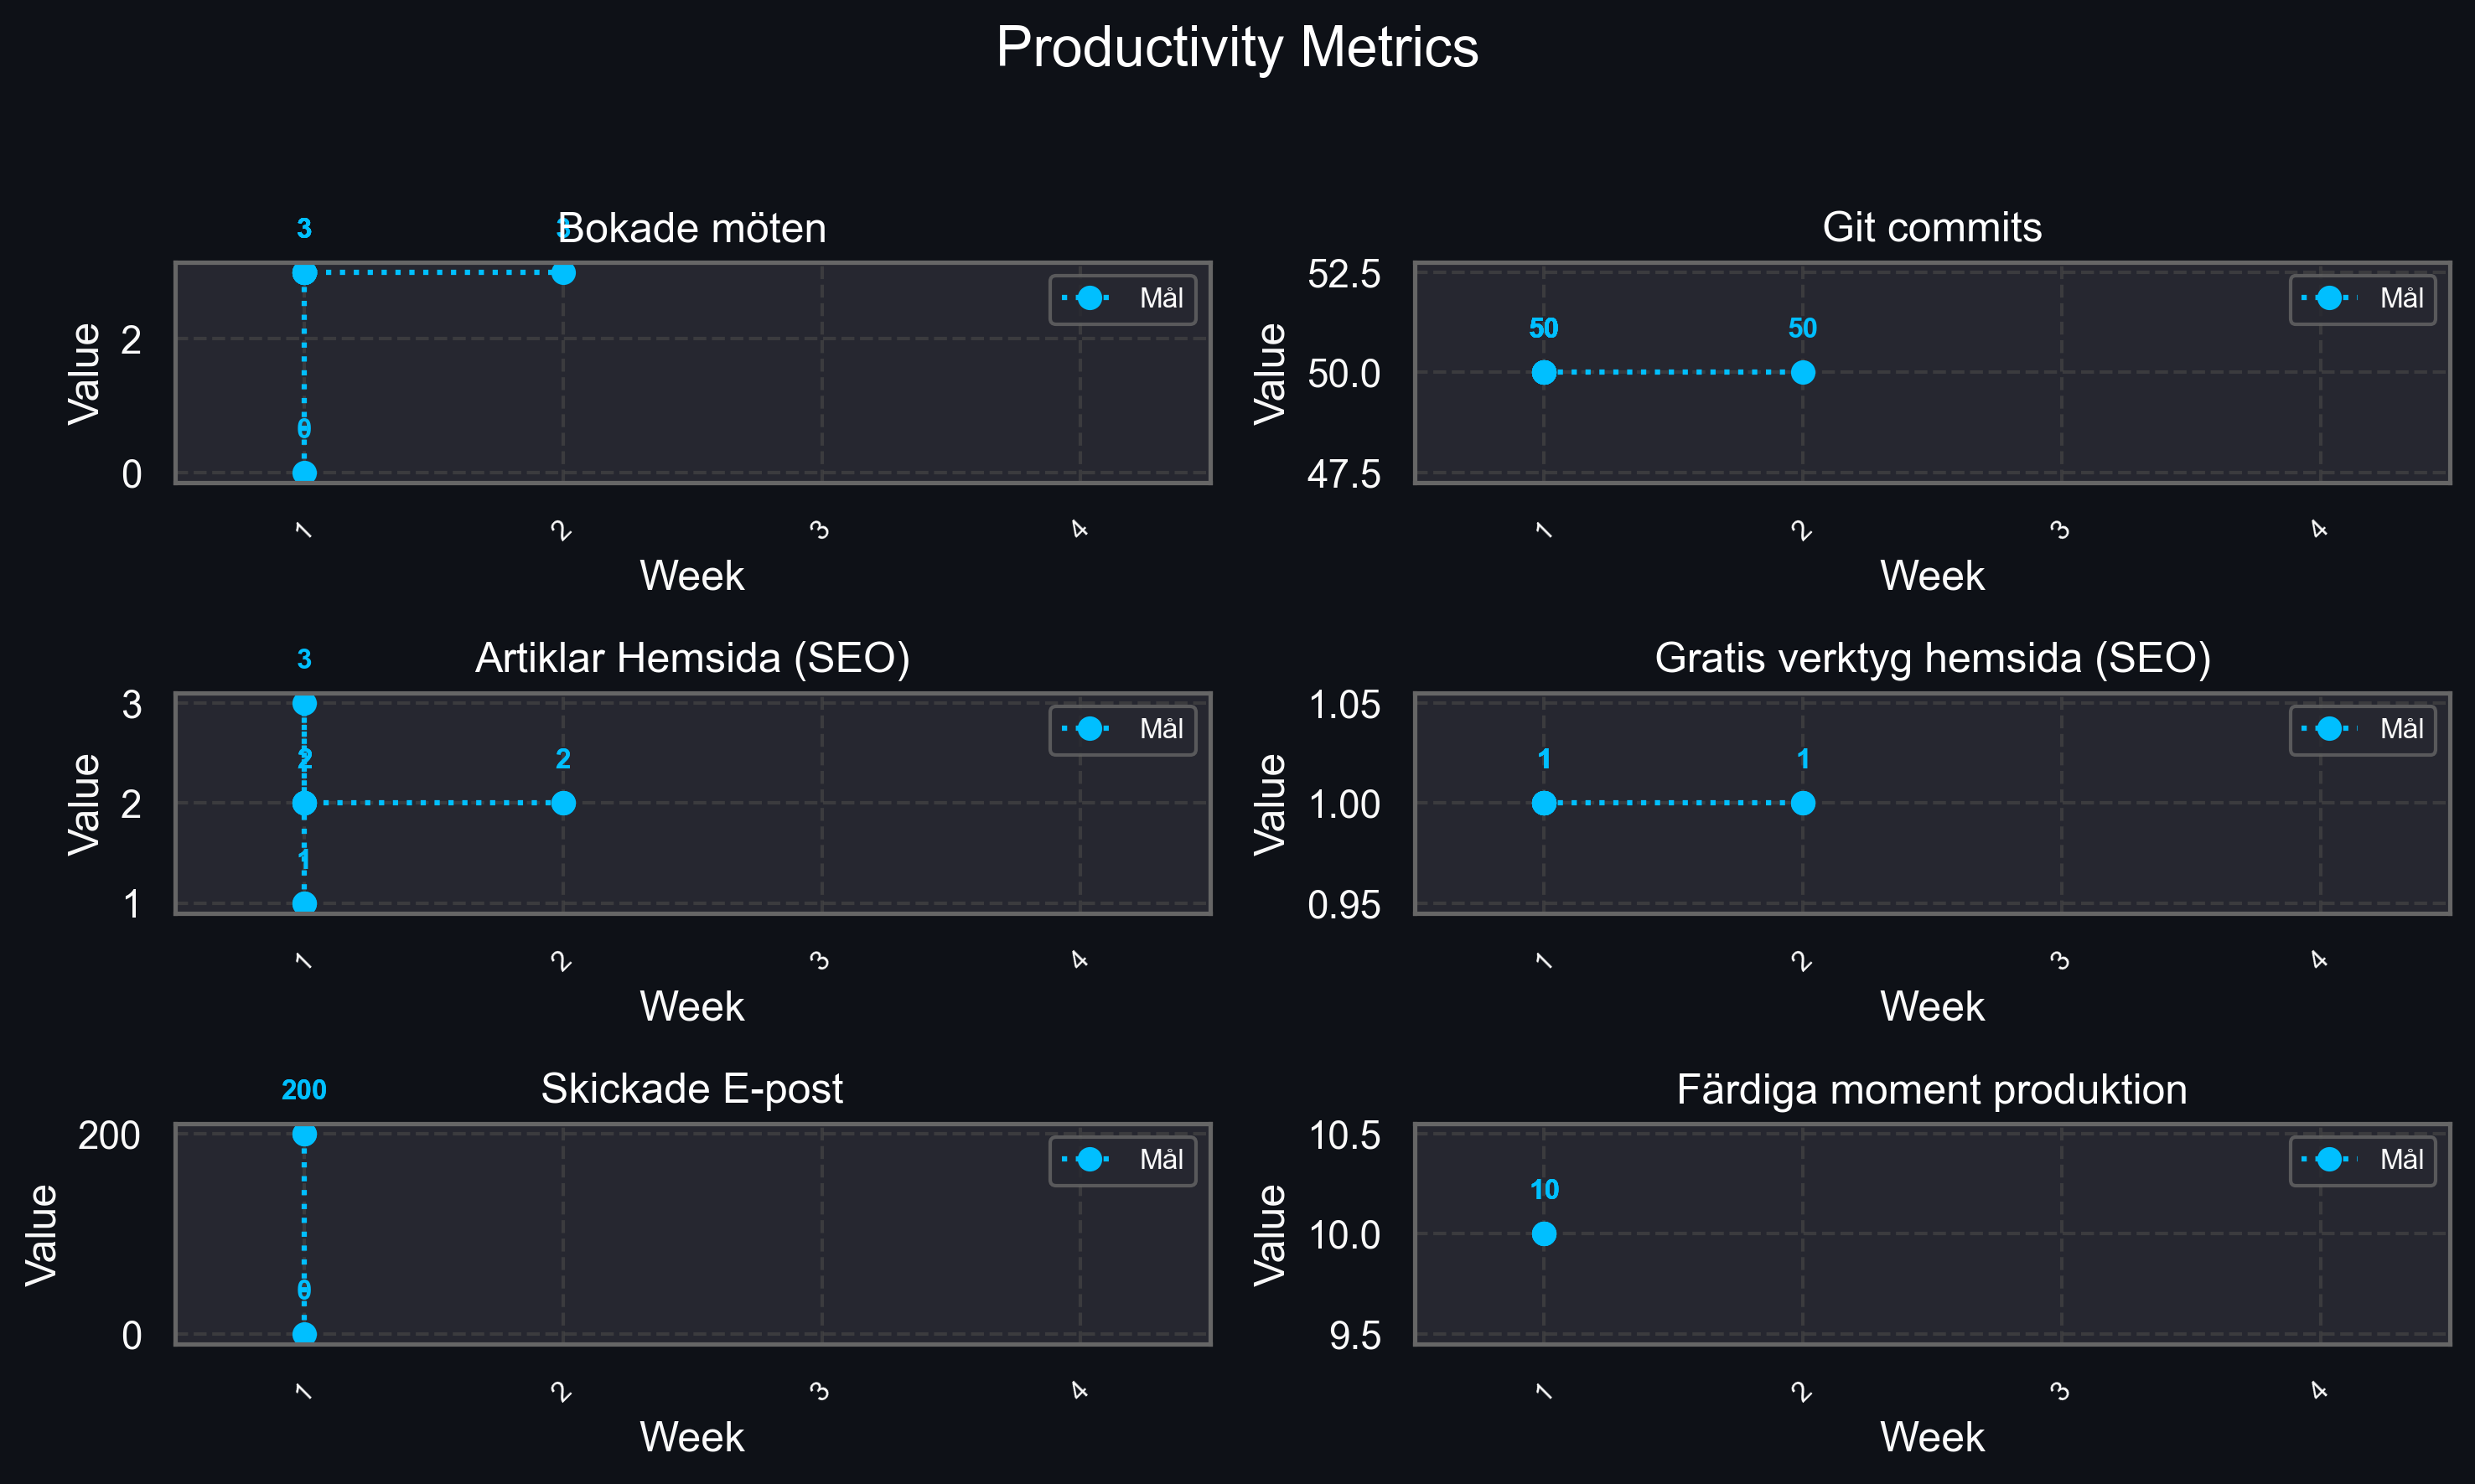 Productivity Metrics
Bokade möten
3
3
Value
2
0
0
Mål
1
2
3
4
Week
Git commits
Value
52.5
50.0
47.5
50
50
Mål
1
2
3
4
Week
Artiklar Hemsida (SEO)
3
Value
3
2
1
2
2
1
Mål
1
2
3
4
Week
Gratis verktyg hemsida (SEO)
Value
1.05
1.00
0.95
1
1
Mål
1
2
3
4
Week
Skickade E-post
200
Value
200
0
0
Mål
1
2
3
4
Week
Färdiga moment produktion
Value
10.5
10.0
9.5
10
Mål
1
2
3
4
Week